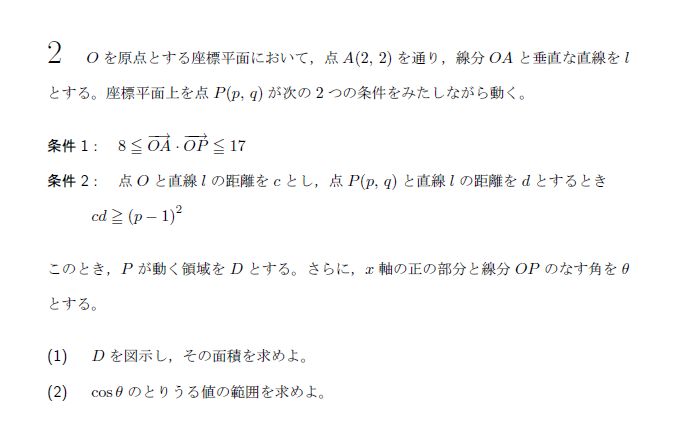 2 Oを原点とする座標平面において，点 A(2, 2) を通り，線分 OA と垂直な直線を l
とする。座標平面上を点 P(p, q) が次の 2 つの条件をみたしながら動く。
条件 1： 8 ≦ \overrightarrow{OA} · \overrightarrow{OP} ≦ 17
条件 2： 点 O と直線 l の距離を c とし，点 P(p, q) と直線 l の距離を d とするとき
cd ≧ (p − 1)²
このとき，P が動く領域を D とする。さらに，x 軸の正の部分と線分 OP のなす角を θ
とする。
(1) D を図示し，その面積を求めよ。
(2) cos θ のとりうる値の範囲を求めよ。